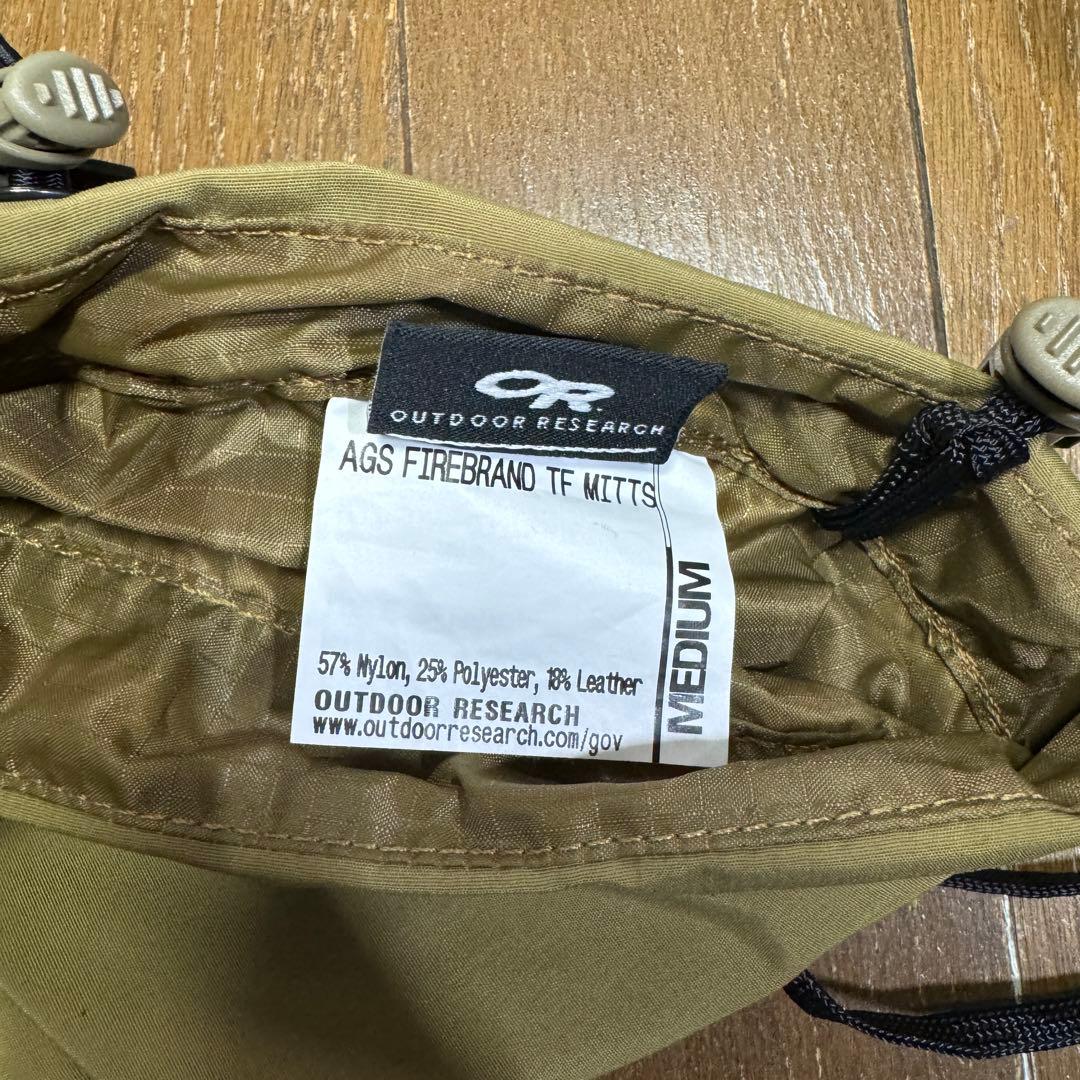 OR
OUTDOOR RESEARCH
AGS FIREBRAND TF MITTS
MEDIUM
57% Nylon, 25% Polyester, 18% Leather
OUTDOOR RESEARCH
www.outdoorresearch.com/gov